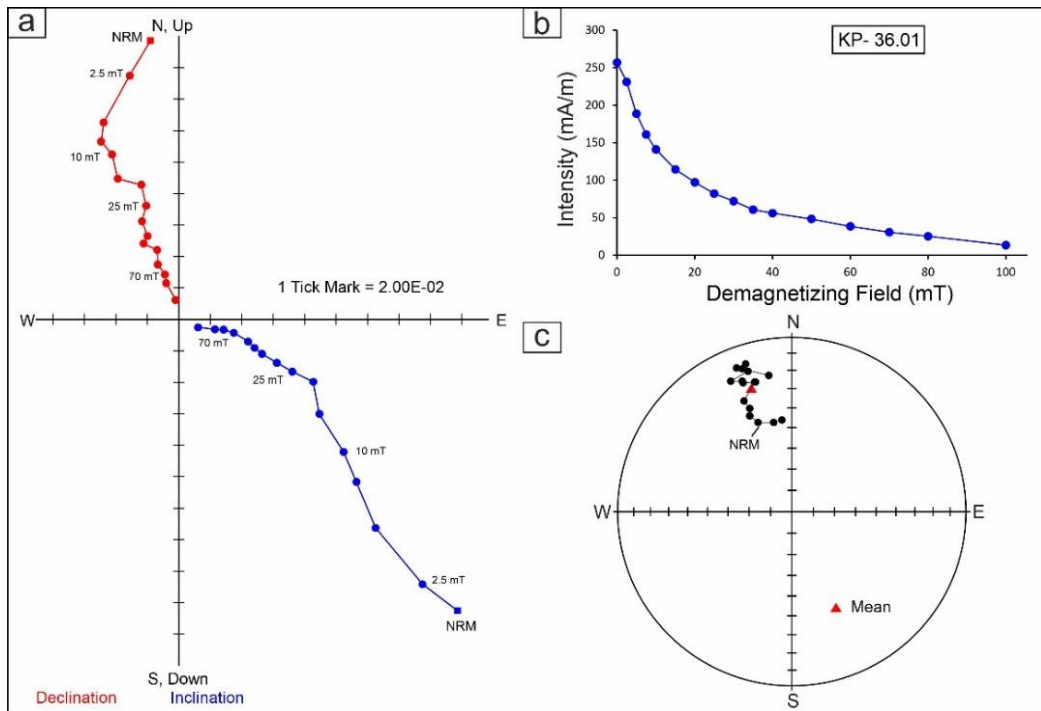 a
N, Up
NRM
2.5 mT
10 mT
25 mT
70 mT
1 Tick Mark = 2.00E-02
W
E
70 mT
25 mT
10 mT
2.5 mT
NRM
S, Down
Declination
Inclination
b
KP- 36.01
Intensity (mA/m)
300
250
200
150
100
50
0
0 20 40 60 80 100
Demagnetizing Field (mT)
c
N
NRM
W
E
Mean
S